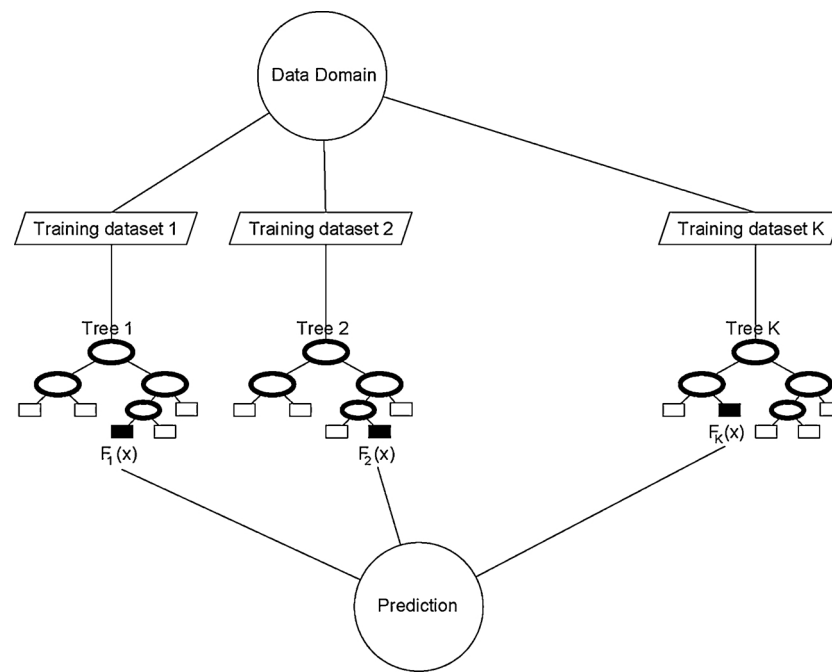 Data Domain
Training dataset 1
Training dataset 2
Training dataset K
Tree 1
Tree 2
Tree K
F1(x)
F2(x)
FK(x)
Prediction